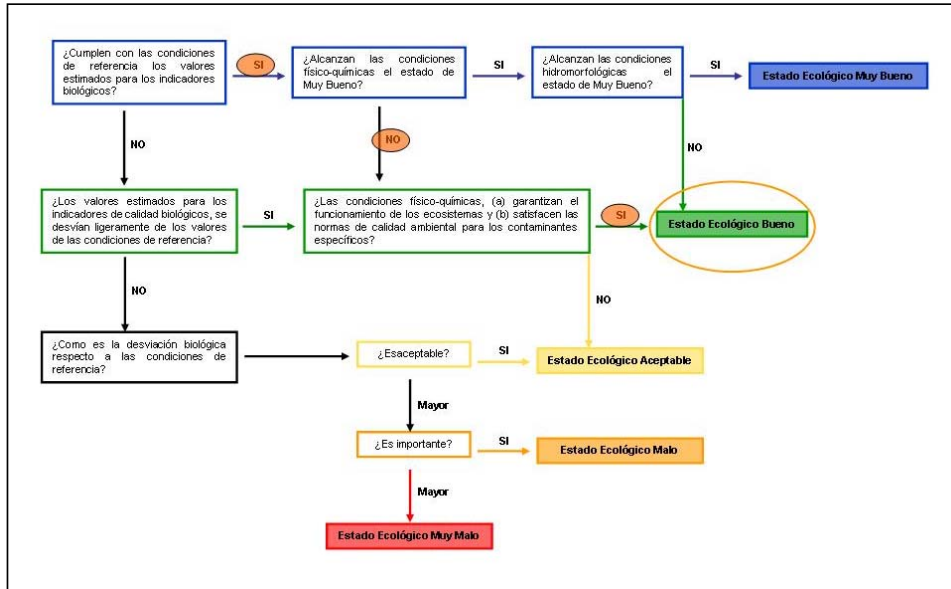 ¿Cumplen con las condiciones
de referencia los valores
estimados para los indicadores
biológicos?
SI
¿Alcanzan las condiciones
físico-químicas el estado de
Muy Bueno?
SI
¿Alcanzan las condiciones
hidromorfológicas el
estado de Muy Bueno?
SI
Estado Ecológico Muy Bueno
NO
NO
NO
¿Los valores estimados para los
indicadores de calidad biológicos, se
desvían ligeramente de los valores
de las condiciones de referencia?
SI
¿Las condiciones físico-químicas, (a) garantizan el
funcionamiento de los ecosistemas y (b) satisfacen las
normas de calidad ambiental para los contaminantes
específicos?
SI
Estado Ecológico Bueno
NO
NO
¿Como es la desviación biológica
respecto a las condiciones de
referencia?
¿Esaceptable?
SI
Estado Ecológico Aceptable
Mayor
¿Es importante?
SI
Estado Ecológico Malo
Mayor
Estado Ecológico Muy Malo